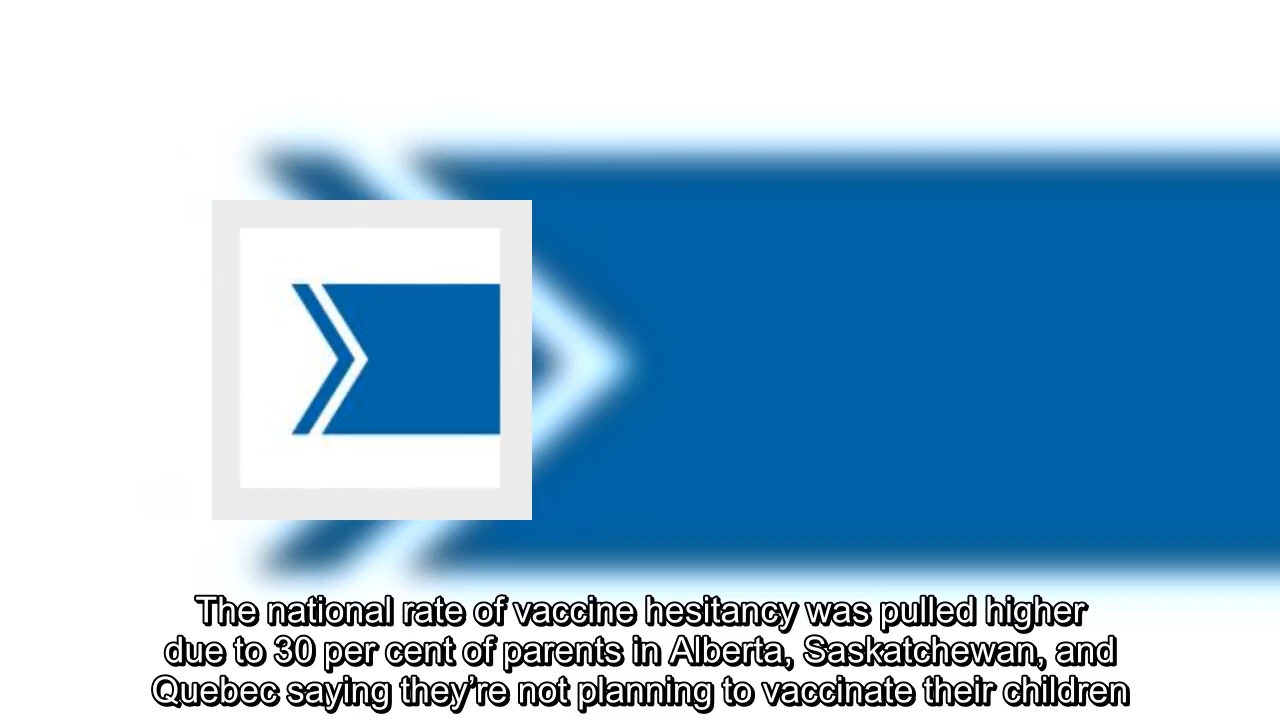 The national rate of vaccine hesitancy was pulled higher
due to 30 per cent of parents in Alberta, Saskatchewan, and
Quebec saying they’re not planning to vaccinate their children